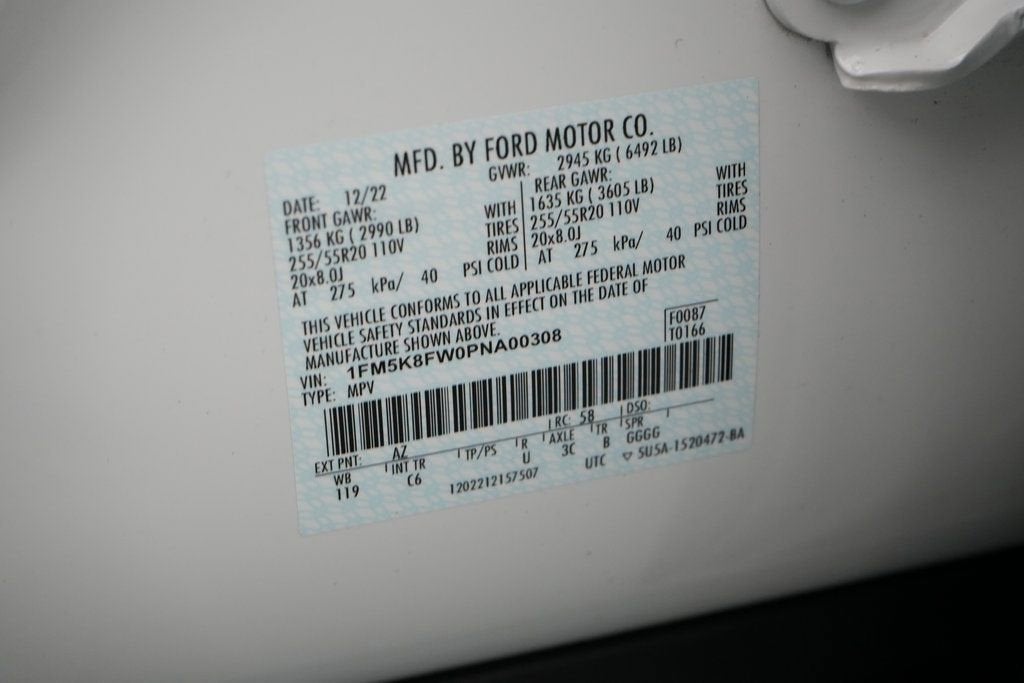 MFD. BY FORD MOTOR CO.
DATE: 12/22 GVWR: 2945 KG ( 6492 LB)
FRONT GAWR:
1356 KG ( 2990 LB) WITH
255/55R20 110V TIRES
20x8.0J RIMS
AT 275 kPa/ 40 PSI COLD
REAR GAWR:
1635 KG ( 3605 LB) WITH
255/55R20 110V TIRES
20x8.0J RIMS
AT 275 kPa/ 40 PSI COLD
THIS VEHICLE CONFORMS TO ALL APPLICABLE FEDERAL MOTOR
VEHICLE SAFETY STANDARDS IN EFFECT ON THE DATE OF
MANUFACTURE SHOWN ABOVE.
F0087
T0166
VIN: 1FM5K8FW0PNA00308
TYPE: MPV
EXT PNT: AZ RC: 58 DSO:
WB INT TR TP/PS R AXLE TR SPR
119 C6 U 3C B GGGG
1202212157507 UTC ▽ 5U5A-1520472-BA